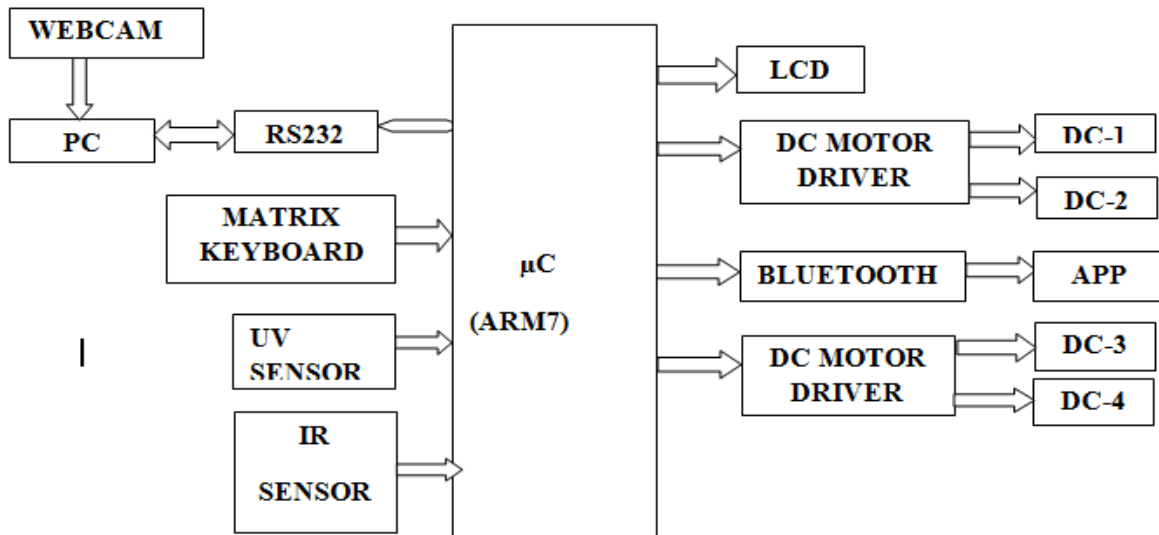 WEBCAM
PC
RS232
MATRIX
KEYBOARD
UV
SENSOR
IR
SENSOR
µC
(ARM7)
LCD
DC MOTOR
DRIVER
DC-1
DC-2
BLUETOOTH
APP
DC MOTOR
DRIVER
DC-3
DC-4